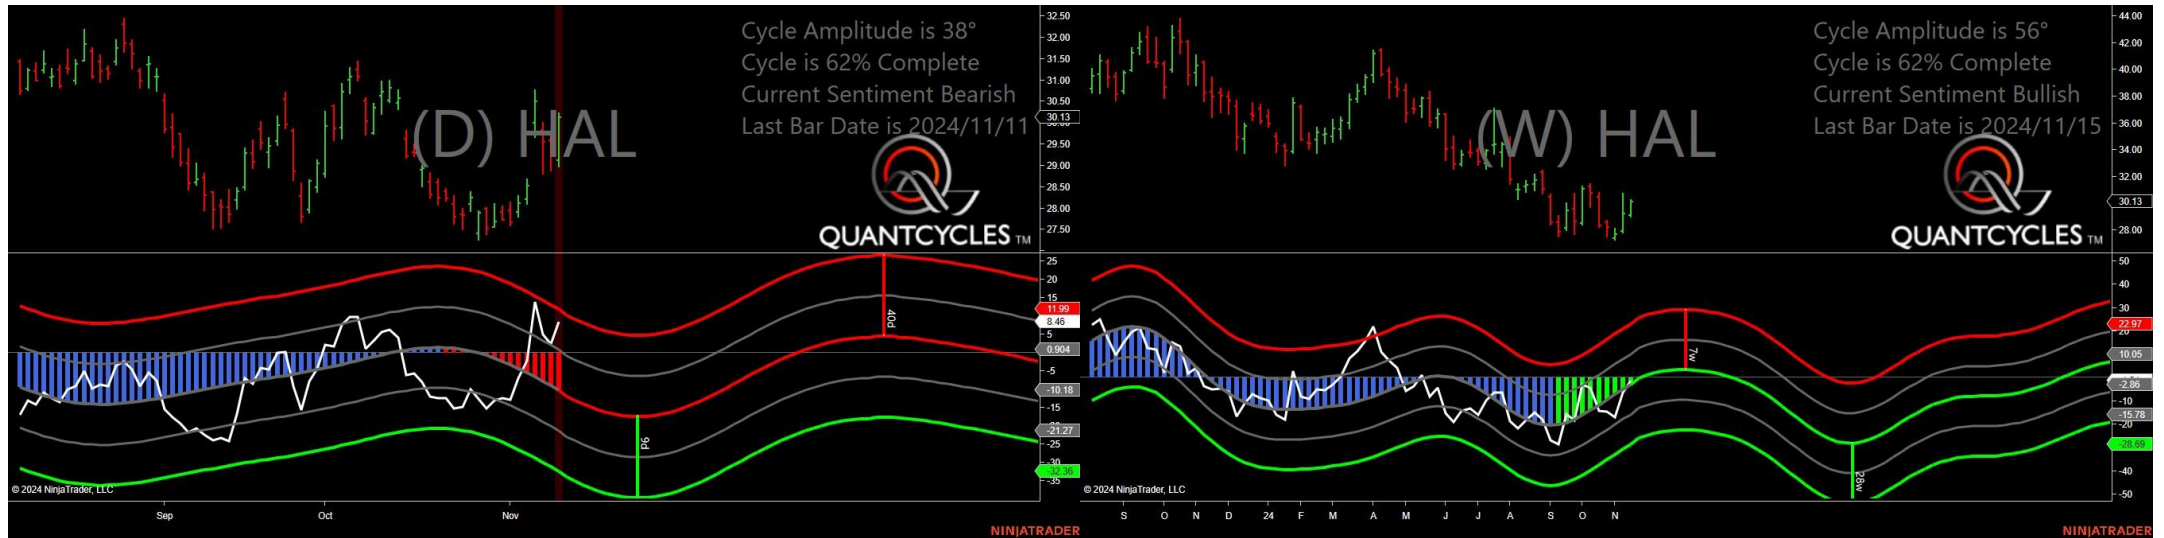 Cycle Amplitude is 38°
Cycle is 62% Complete
Current Sentiment Bearish
Last Bar Date is 2024/11/11
(D) HAL
QUANTCYCLES TM
32.50
32.00
31.50
31.00
30.50
30.13
29.50
29.00
28.50
28.00
27.50
25
20
15
11.99
8.46
5
0.904
-5
-10.18
-15
-21.27
-25
-30
-32.36
-35
40d
9d
© 2024 NinjaTrader, LLC
Sep
Oct
Nov
NINJATRADER
Cycle Amplitude is 56°
Cycle is 62% Complete
Current Sentiment Bullish
Last Bar Date is 2024/11/15
(W) HAL
QUANTCYCLES TM
44.00
42.00
40.00
38.00
36.00
34.00
32.00
30.13
28.00
50
40
30
22.97
10.05
-2.86
-10
-15.78
-20
-28.69
-40
-50
7w
28w
© 2024 NinjaTrader, LLC
S O N D 24 F M A M J J A S O N
NINJATRADER